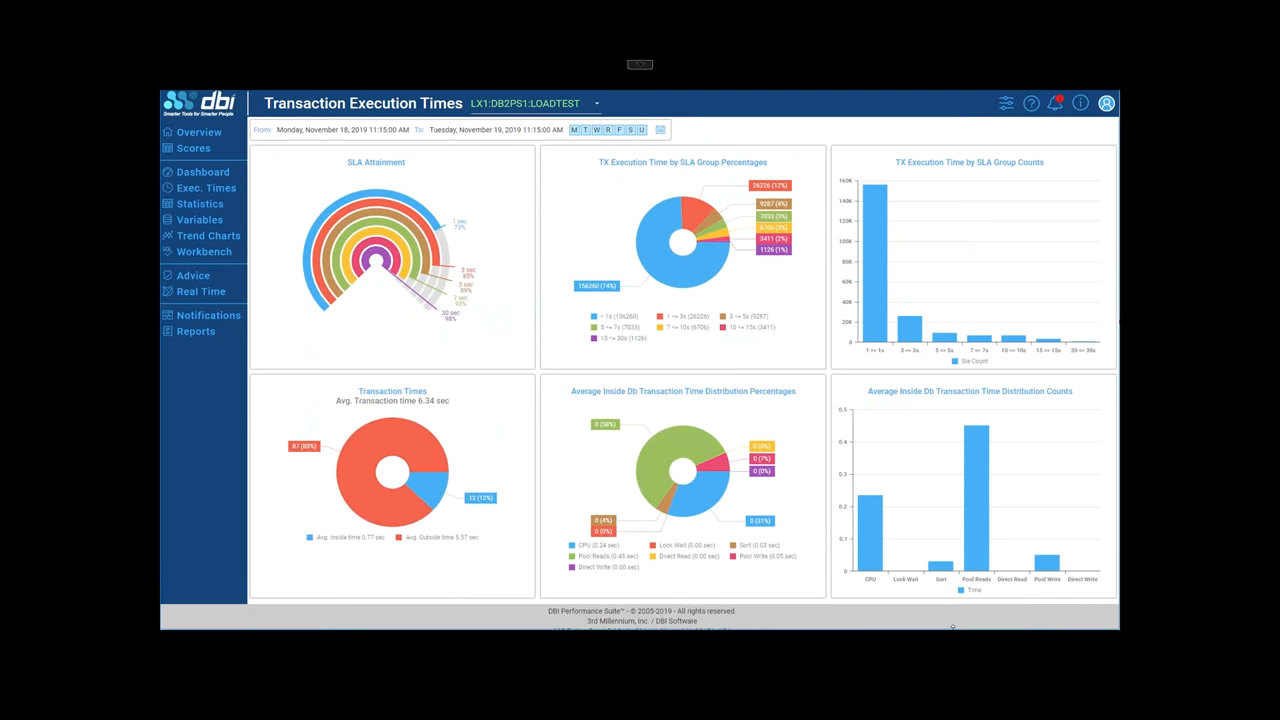 dbi
Smarter Tools for Smarter People
Transaction Execution Times LX1:DB2PS1:LOADTEST
Overview
Scores
Dashboard
Exec. Times
Statistics
Variables
Trend Charts
Workbench
Advice
Real Time
Notifications
Reports
From: Monday, November 18, 2019 11:15:00 AM To: Tuesday, November 19, 2019 11:15:00 AM M T W R F S U
SLA Attainment
1 sec
73%
3 sec
85%
5 sec
89%
7 sec
93%
30 sec
98%
TX Execution Time by SLA Group Percentages
26226 (12%)
9287 (4%)
7033 (3%)
6706 (3%)
3411 (2%)
1126 (1%)
156260 (74%)
< 1s (156260) 1 ~= 3s (26226) 3 ~= 5s (9287)
5 ~= 7s (7033) 7 ~= 10s (6706) 10 ~= 15s (3411)
15 ~= 30s (1126)
TX Execution Time by SLA Group Counts
160K
140K
120K
100K
80K
60K
40K
20K
0
1 <= 1s 3 <= 3s 5 <= 5s 7 <= 7s 10 <= 10s 15 <= 15s 30 <= 30s
Sla Count
Transaction Times
Avg. Transaction time 6.34 sec
87 (88%)
12 (12%)
Avg. Inside time 0.77 sec Avg. Outside time 5.57 sec
Average Inside Db Transaction Time Distribution Percentages
0 (58%)
0 (0%)
0 (7%)
0 (0%)
0 (4%)
0 (0%)
0 (31%)
CPU (0.24 sec) Lock Wait (0.00 sec) Sort (0.03 sec)
Pool Reads (0.45 sec) Direct Read (0.00 sec) Pool Write (0.05 sec)
Direct Write (0.00 sec)
Average Inside Db Transaction Time Distribution Counts
0.5
0.4
0.3
0.2
0.1
0
CPU Lock Wait Sort Pool Reads Direct Read Pool Write Direct Write
Time
DBI Performance Suite™ - © 2005-2019 - All rights reserved.
3rd Millennium, Inc. / DBI Software